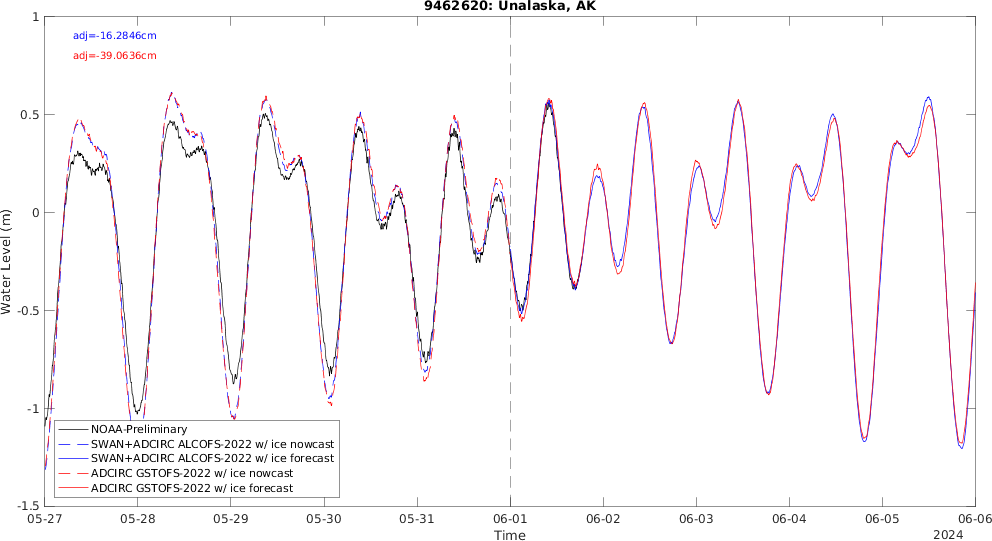 9462620: Unalaska, AK
adj=-16.2846cm
adj=-39.0636cm
1
0.5
0
-0.5
-1
-1.5
Water Level (m)
NOAA-Preliminary
SWAN+ADCIRC ALCOFS-2022 w/ ice nowcast
SWAN+ADCIRC ALCOFS-2022 w/ ice forecast
ADCIRC GSTOFS-2022 w/ ice nowcast
ADCIRC GSTOFS-2022 w/ ice forecast
05-27 05-28 05-29 05-30 05-31 06-01 06-02 06-03 06-04 06-05 06-06
Time
2024